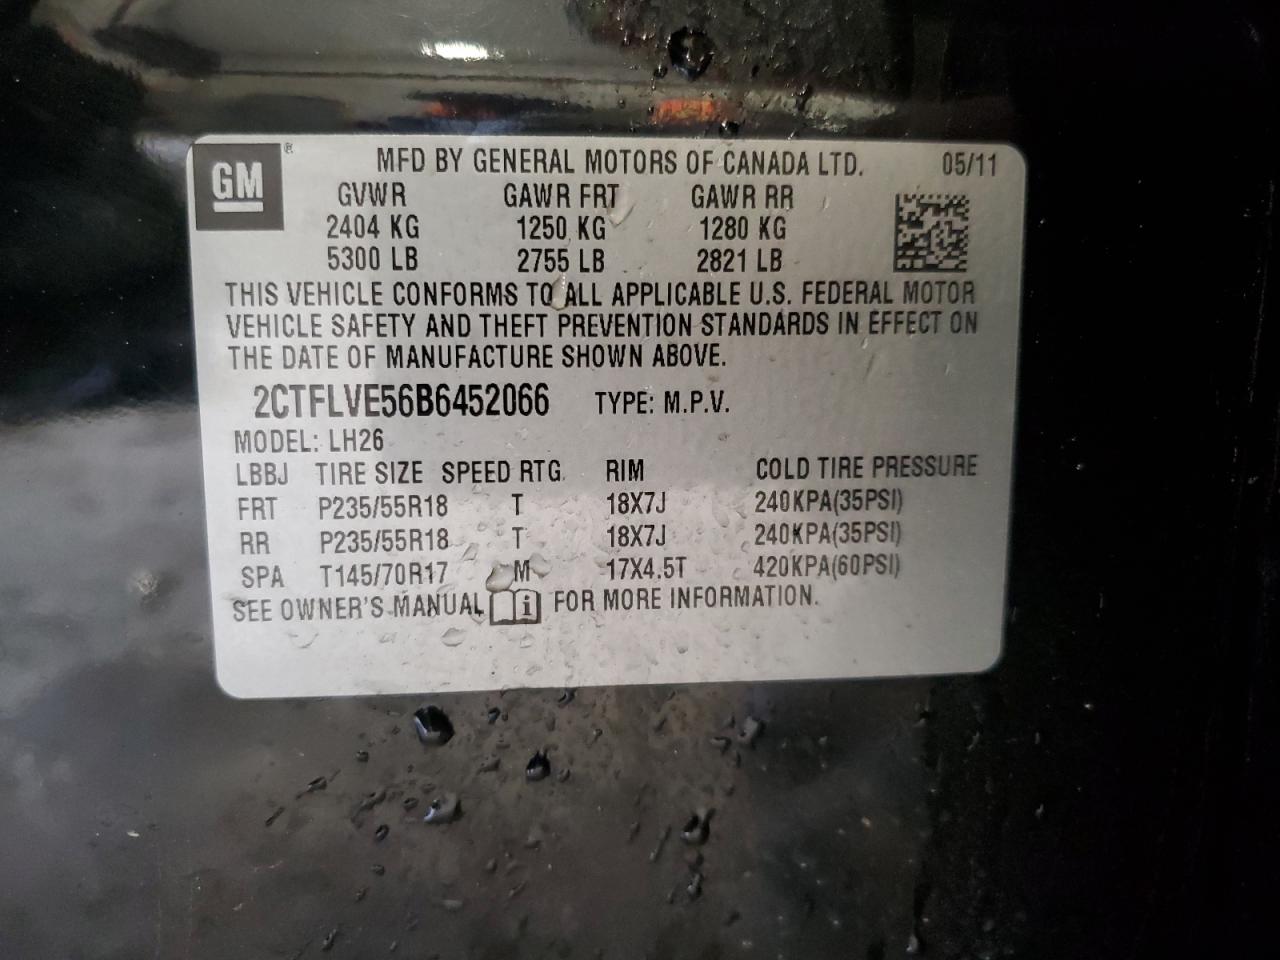 GM ® MFD BY GENERAL MOTORS OF CANADA LTD. 05/11
GVWR GAWR FRT GAWR RR
2404 KG 1250 KG 1280 KG
5300 LB 2755 LB 2821 LB
THIS VEHICLE CONFORMS TO ALL APPLICABLE U.S. FEDERAL MOTOR
VEHICLE SAFETY AND THEFT PREVENTION STANDARDS IN EFFECT ON
THE DATE OF MANUFACTURE SHOWN ABOVE.
2CTFLVE56B6452066 TYPE: M.P.V.
MODEL: LH26
LBBJ TIRE SIZE SPEED RTG. RIM COLD TIRE PRESSURE
FRT P235/55R18 T 18X7J 240KPA(35PSI)
RR P235/55R18 T 18X7J 240KPA(35PSI)
SPA T145/70R17 M 17X4.5T 420KPA(60PSI)
SEE OWNER'S MANUAL i FOR MORE INFORMATION.